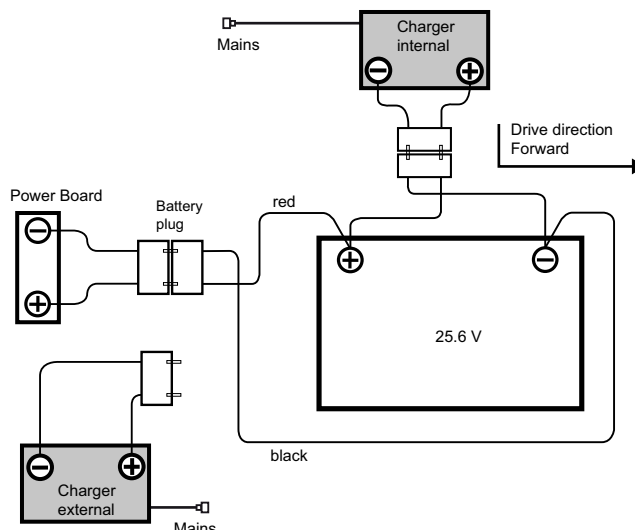 Charger
internal
Mains
Drive direction
Forward
Power Board
Battery
plug
red
25.6 V
black
Charger
external
Mains